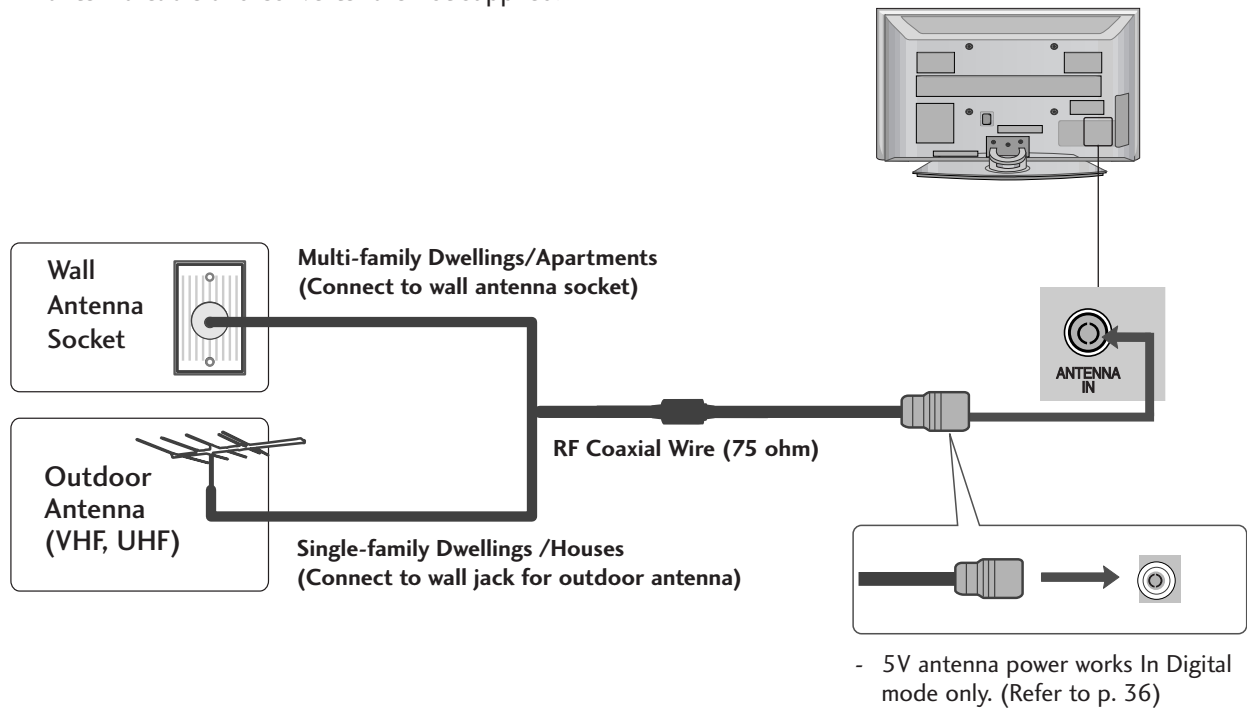 Wall
Antenna
Socket
Multi-family Dwellings/Apartments
(Connect to wall antenna socket)
ANTENNA
IN
RF Coaxial Wire (75 ohm)
Outdoor
Antenna
(VHF, UHF)
Single-family Dwellings /Houses
(Connect to wall jack for outdoor antenna)
- 5V antenna power works In Digital
mode only. (Refer to p. 36)